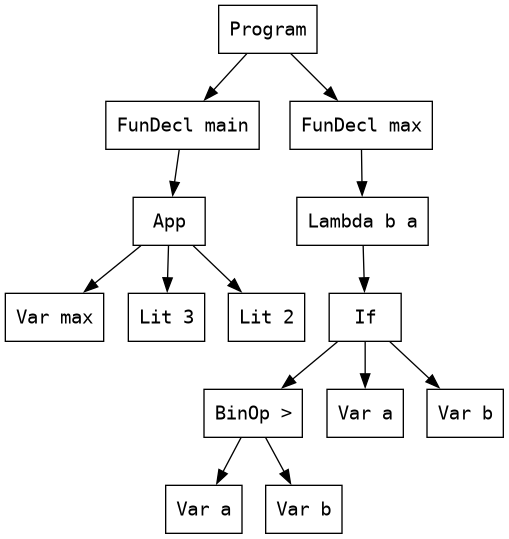 Program
FunDecl main
FunDecl max
App
Lambda b a
Var max
Lit 3
Lit 2
If
BinOp >
Var a
Var b
Var a
Var b